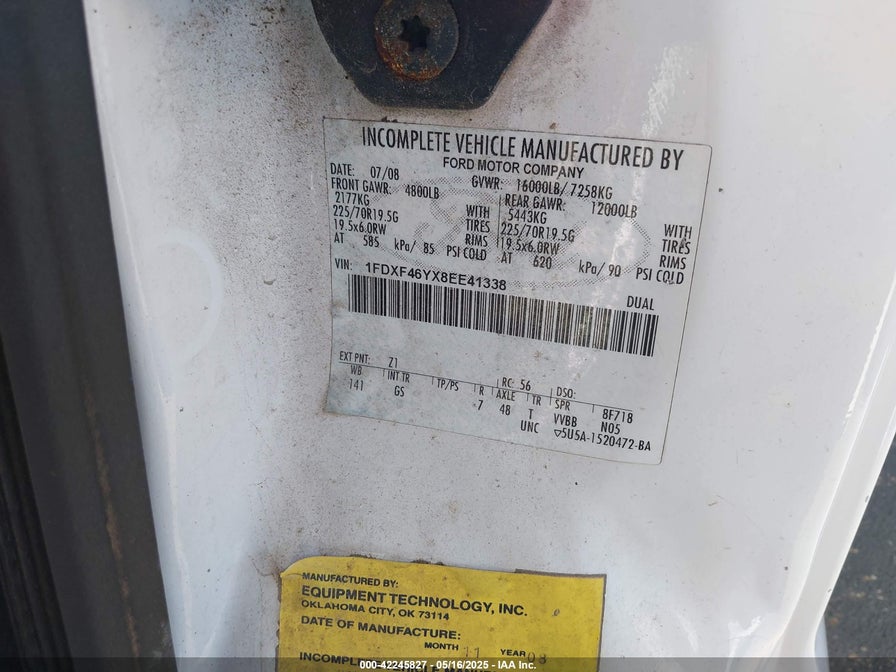 INCOMPLETE VEHICLE MANUFACTURED BY
FORD MOTOR COMPANY
DATE: 07/08 GVWR: 16000LB/ 7258KG
FRONT GAWR: 4800LB REAR GAWR: 12000LB
2177KG WITH 5443KG WITH
225/70R19.5G TIRES 225/70R19.5G TIRES
19.5x6.0RW RIMS 19.5x6.0RW RIMS
AT 585 kPa/ 85 PSI COLD AT 620 kPa/ 90 PSI COLD
VIN: 1FDXF46YX8EE41338
DUAL
EXT PNT: Z1 RC: 56 DSO:
WB INT TR TP/PS R AXLE TR SPR 8F718
141 GS 7 48 T VVBB N05
UNC ▽5U5A-1520472-BA
MANUFACTURED BY:
EQUIPMENT TECHNOLOGY, INC.
OKLAHOMA CITY, OK 73114
DATE OF MANUFACTURE:
MONTH 11 YEAR 08
INCOMPLETE
000-42245827 - 05/16/2025 - IAA Inc.